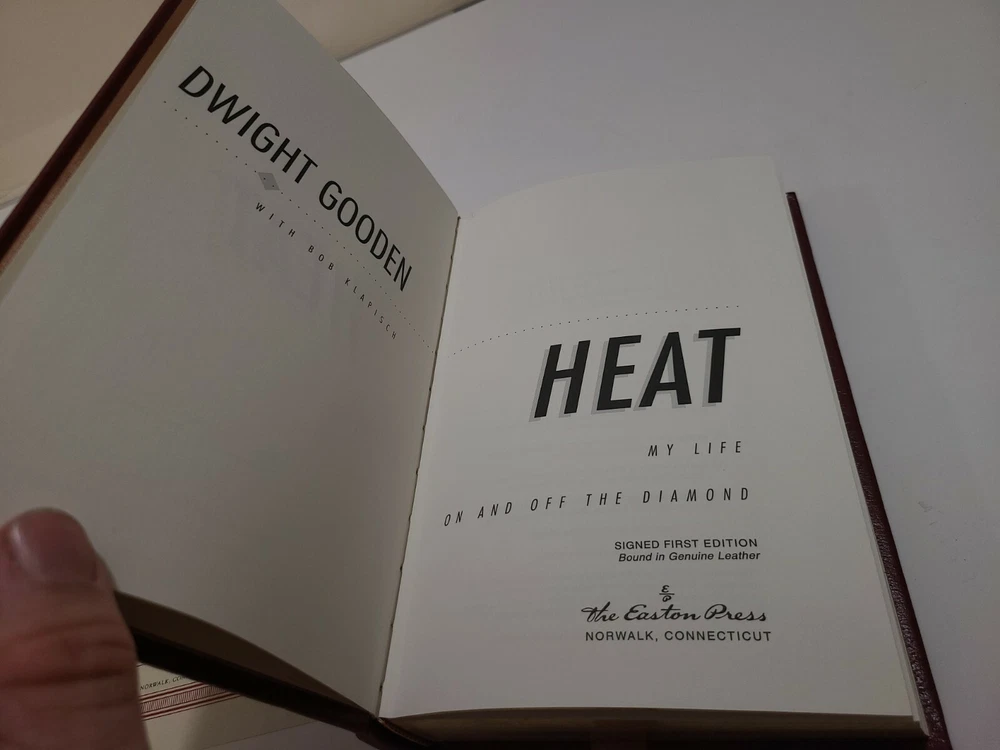 DWIGHT GOODEN
WITH BOB KLAPISCH
HEAT
MY LIFE
ON AND OFF THE DIAMOND
SIGNED FIRST EDITION
Bound in Genuine Leather
The Easton Press
NORWALK, CONNECTICUT
NORWALK,